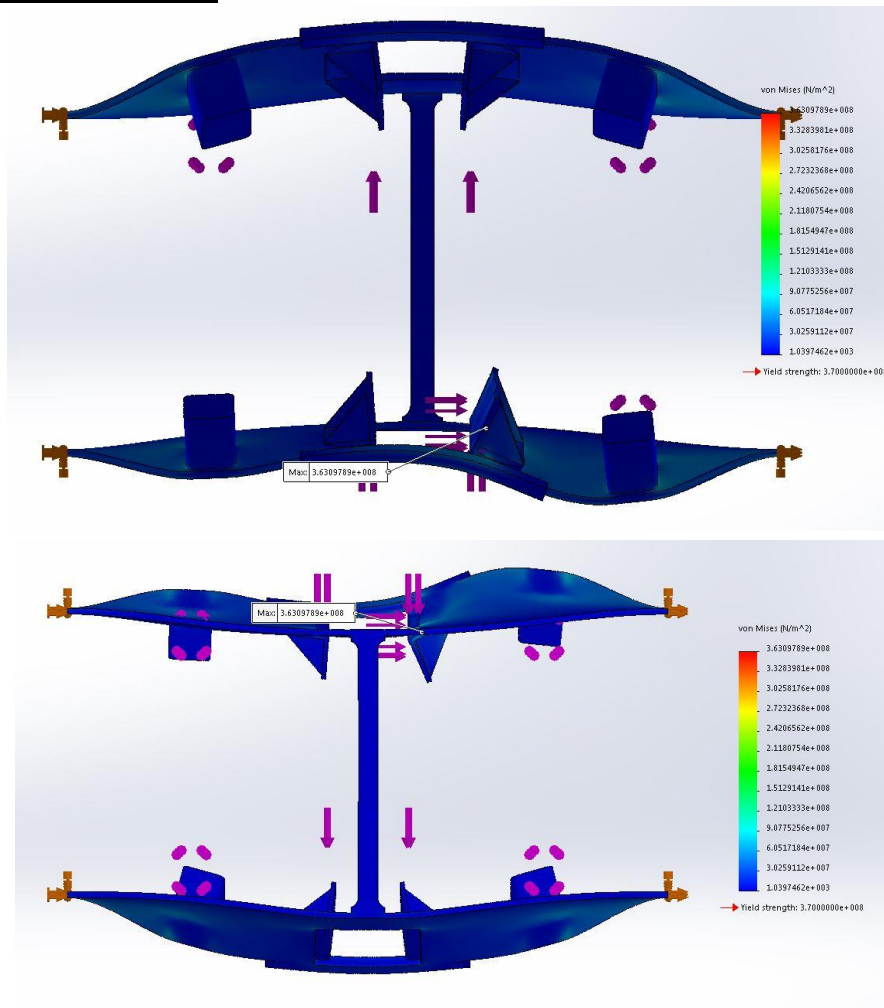 von Mises (N/m^2)
3.6309789e+008
3.3283981e+008
3.0258176e+008
2.7232368e+008
2.4206562e+008
2.1180754e+008
1.8154947e+008
1.5129141e+008
1.2103333e+008
9.0775256e+007
6.0517184e+007
3.0259112e+007
1.0397462e+003
Yield strength: 3.7000000e+00
Max: 3.6309789e+008
Max: 3.6309789e+008
von Mises (N/m^2)
3.6309789e+008
3.3283981e+008
3.0258176e+008
2.7232368e+008
2.4206562e+008
2.1180754e+008
1.8154947e+008
1.5129141e+008
1.2103333e+008
9.0775256e+007
6.0517184e+007
3.0259112e+007
1.0397462e+003
Yield strength: 3.7000000e+008